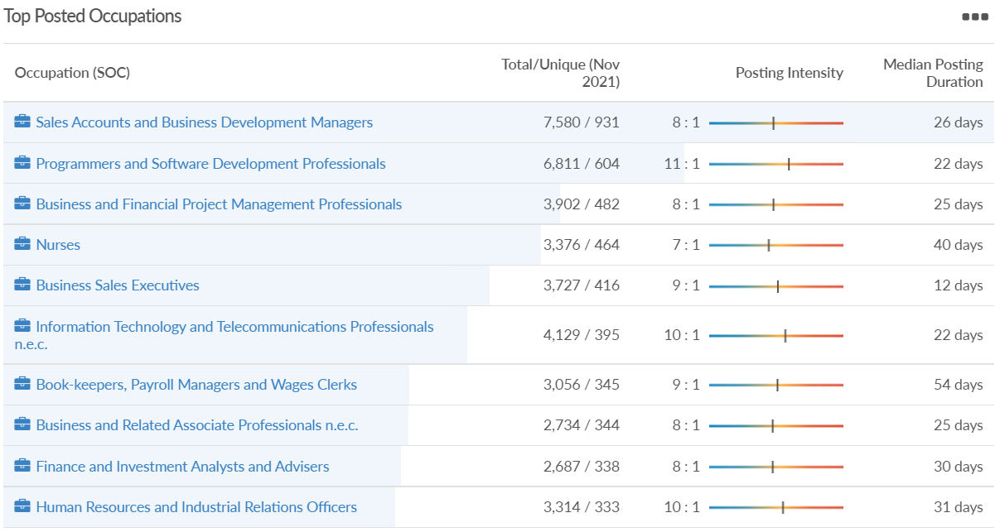 Top Posted Occupations
Occupation (SOC) Total/Unique (Nov 2021) Posting Intensity Median Posting Duration
Sales Accounts and Business Development Managers 7,580 / 931 8 : 1 26 days
Programmers and Software Development Professionals 6,811 / 604 11 : 1 22 days
Business and Financial Project Management Professionals 3,902 / 482 8 : 1 25 days
Nurses 3,376 / 464 7 : 1 40 days
Business Sales Executives 3,727 / 416 9 : 1 12 days
Information Technology and Telecommunications Professionals n.e.c. 4,129 / 395 10 : 1 22 days
Book-keepers, Payroll Managers and Wages Clerks 3,056 / 345 9 : 1 54 days
Business and Related Associate Professionals n.e.c. 2,734 / 344 8 : 1 25 days
Finance and Investment Analysts and Advisers 2,687 / 338 8 : 1 30 days
Human Resources and Industrial Relations Officers 3,314 / 333 10 : 1 31 days